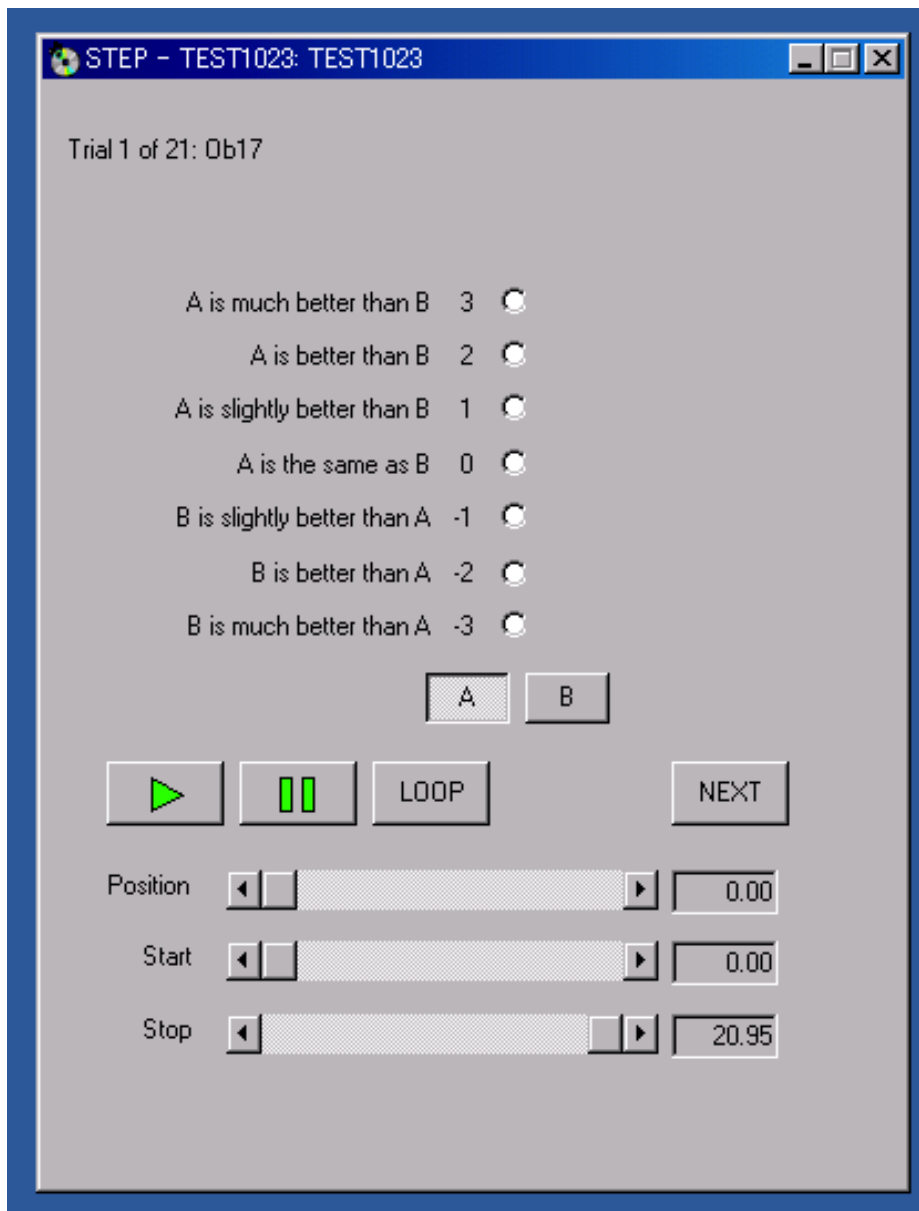 STEP - TEST1023: TEST1023
Trial 1 of 21: Ob17
A is much better than B 3
A is better than B 2
A is slightly better than B 1
A is the same as B 0
B is slightly better than A -1
B is better than A -2
B is much better than A -3
A B
LOOP NEXT
Position 0.00
Start 0.00
Stop 20.95